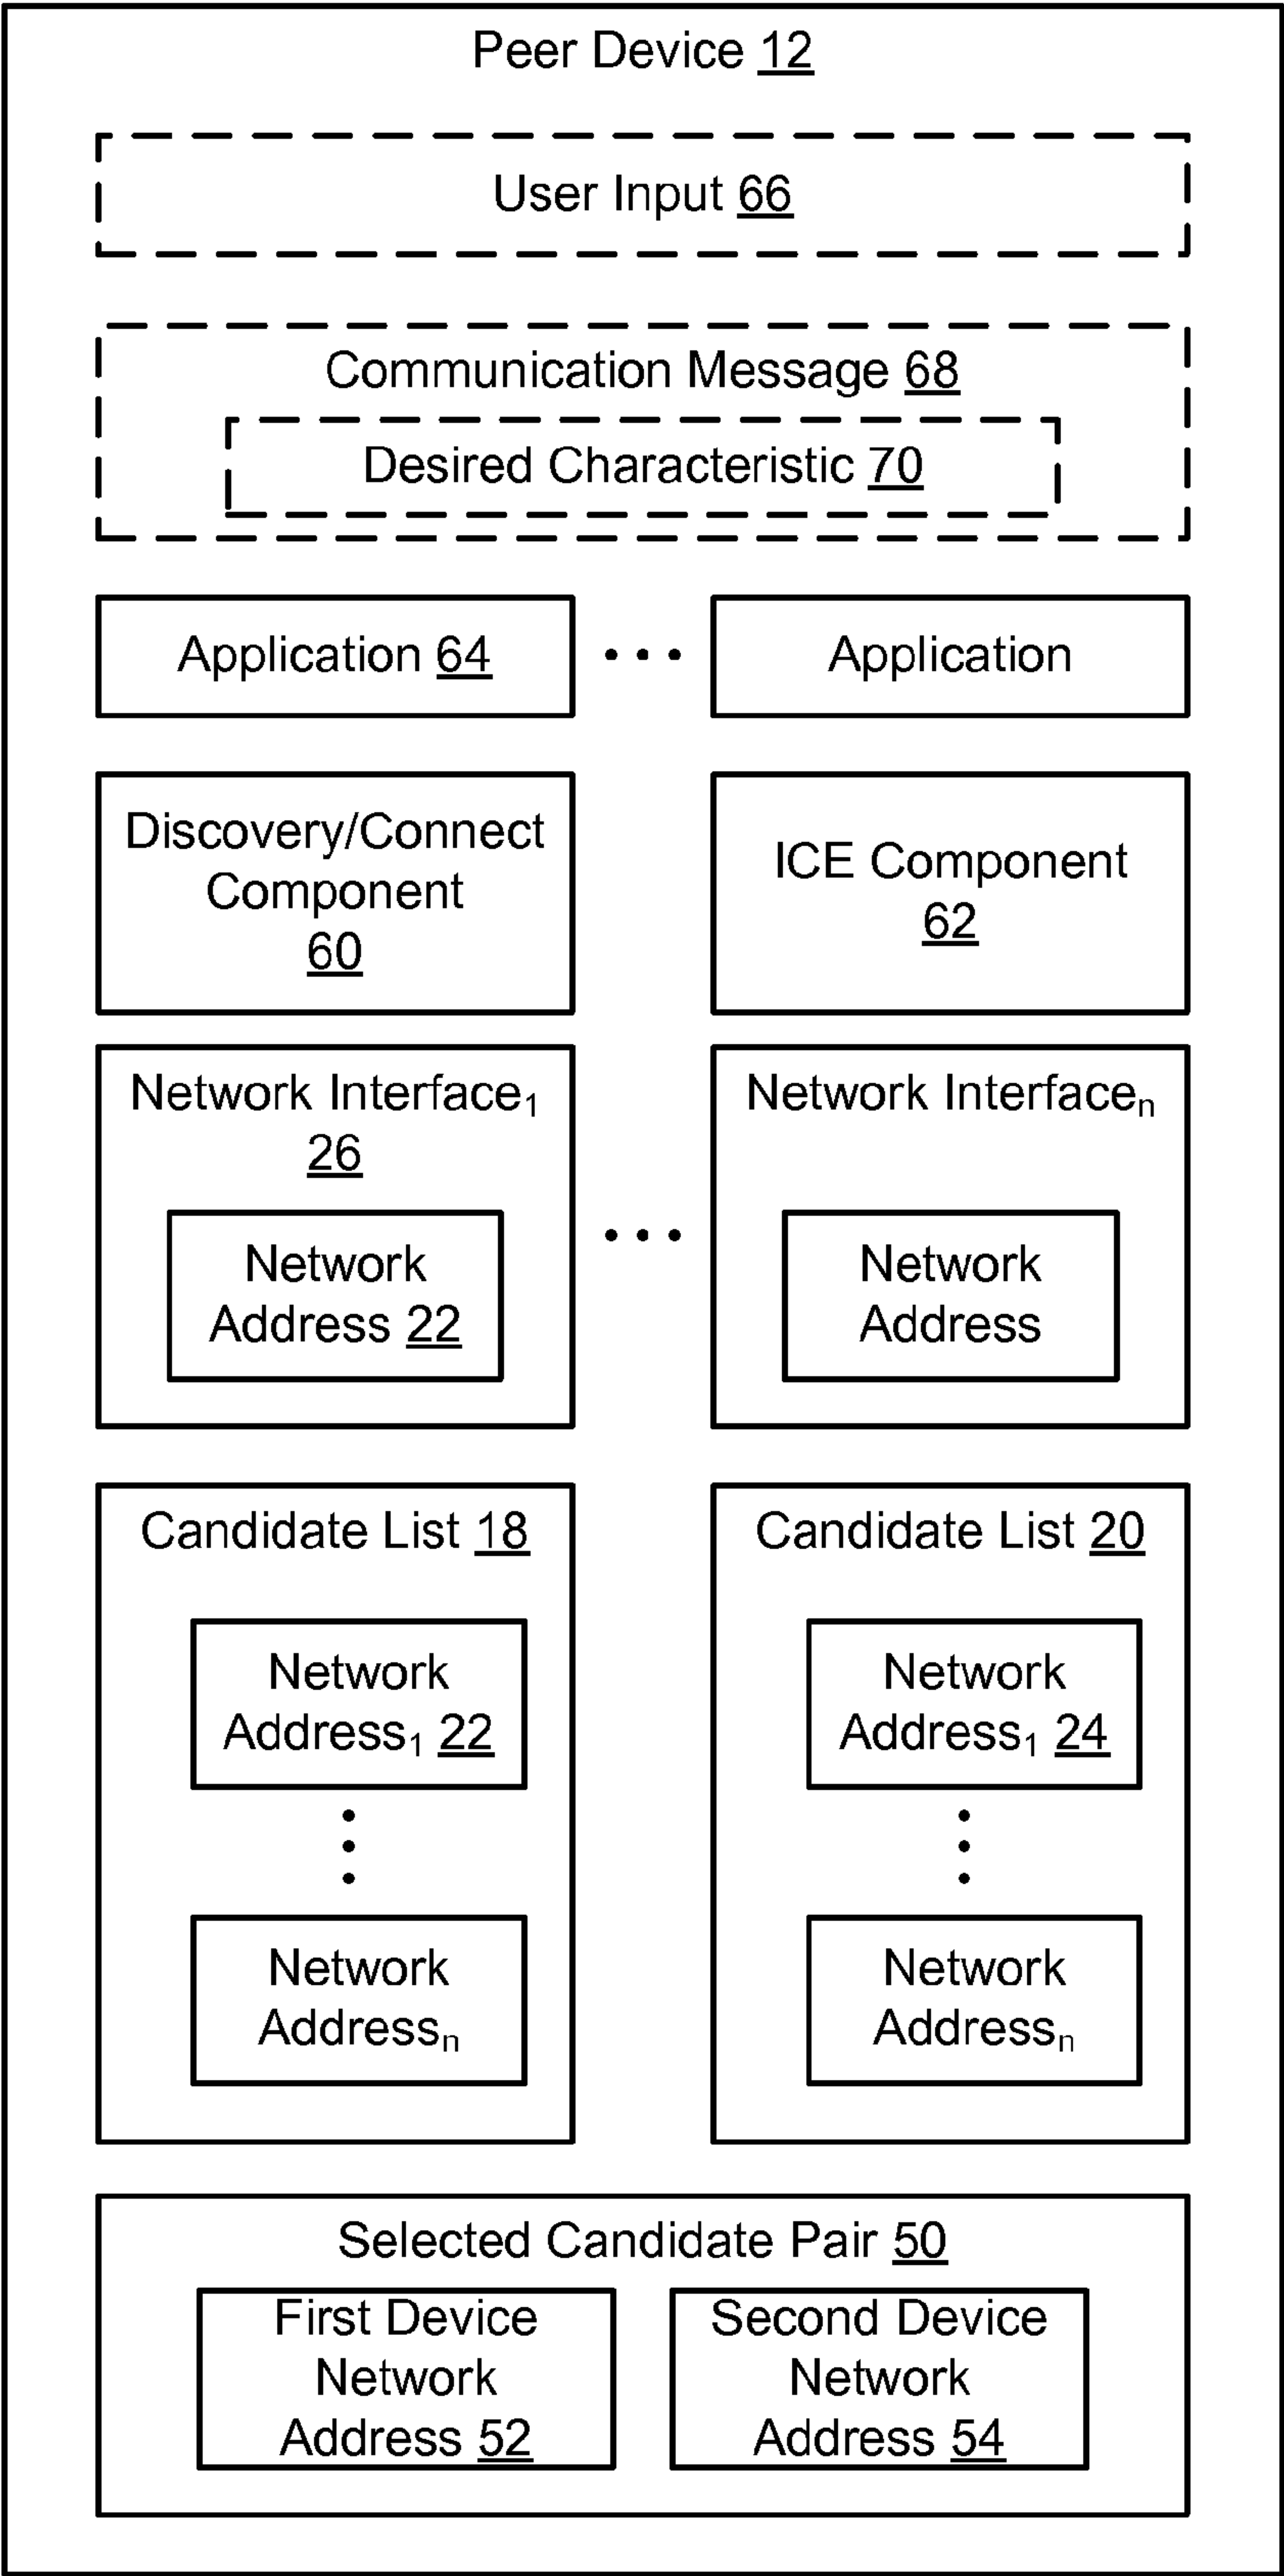 Peer Device 12
User Input 66
Communication Message 68
Desired Characteristic 70
Application 64
Application
Discovery/Connect
Component
60
ICE Component
62
Network Interface1
26
Network
Address 22
Network Interfacen
Network
Address
Candidate List 18
Network
Address1 22
Network
Addressn
Candidate List 20
Network
Address1 24
Network
Addressn
Selected Candidate Pair 50
First Device
Network
Address 52
Second Device
Network
Address 54